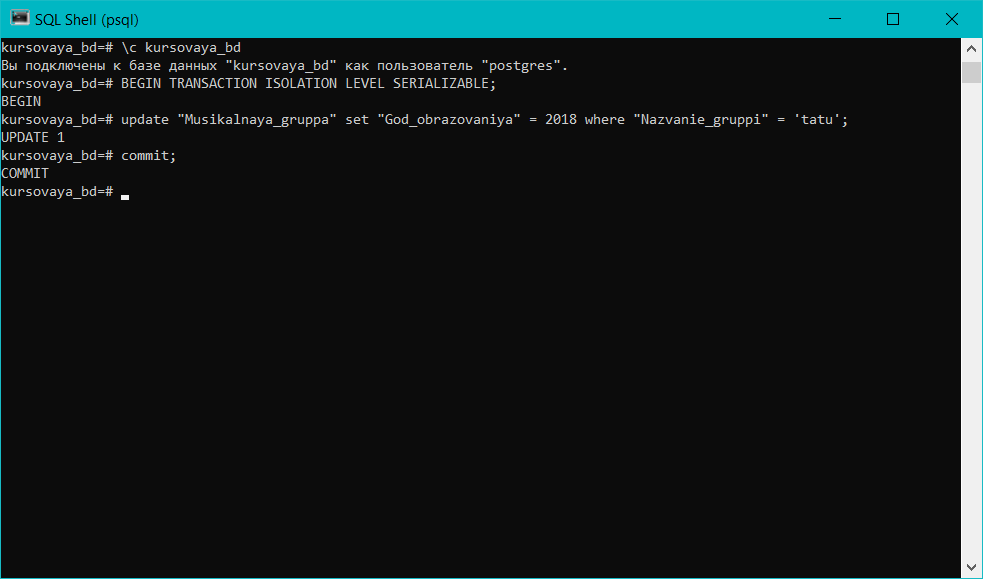 SQL Shell (psql)
kursovaya_bd=# \c kursovaya_bd
Вы подключены к базе данных "kursovaya_bd" как пользователь "postgres".
kursovaya_bd=# BEGIN TRANSACTION ISOLATION LEVEL SERIALIZABLE;
BEGIN
kursovaya_bd=# update "Musikalnaya_gruppa" set "God_obrazovaniya" = 2018 where "Nazvanie_gruppi" = 'tatu';
UPDATE 1
kursovaya_bd=# commit;
COMMIT
kursovaya_bd=#